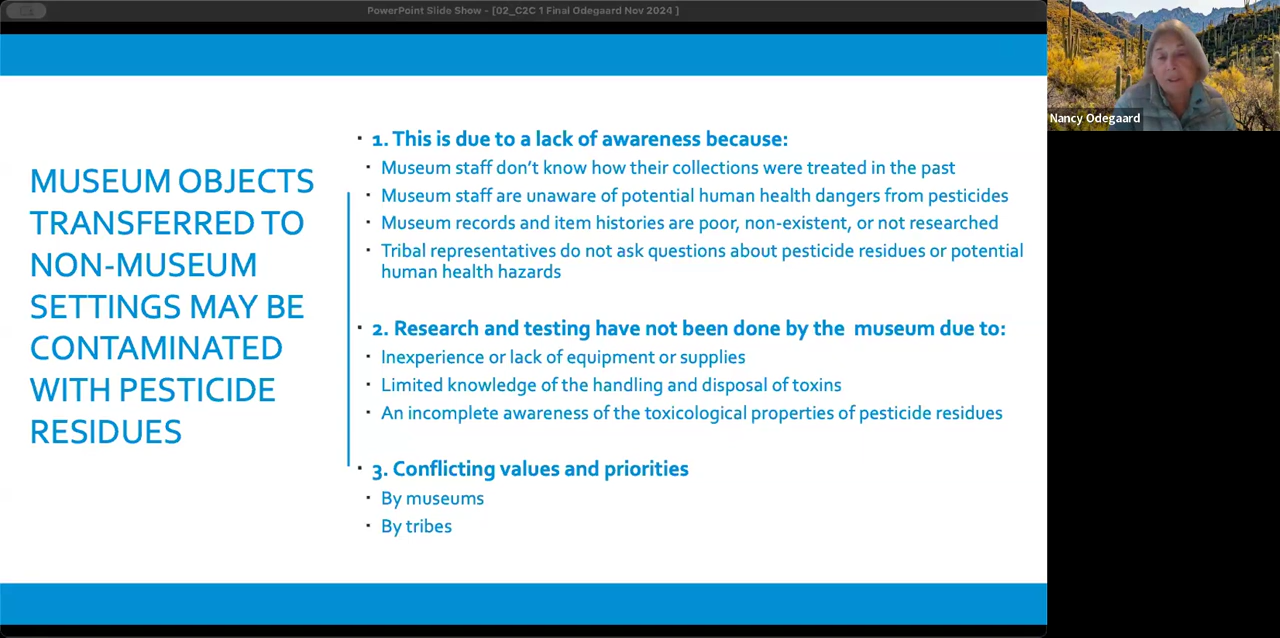 PowerPoint Slide Show - [02_C2C 1 Final Odegaard Nov 2024 ]
Nancy Odegaard
MUSEUM OBJECTS
TRANSFERRED TO
NON-MUSEUM
SETTINGS MAY BE
CONTAMINATED
WITH PESTICIDE
RESIDUES
▪ 1. This is due to a lack of awareness because:
▪ Museum staff don’t know how their collections were treated in the past
▪ Museum staff are unaware of potential human health dangers from pesticides
▪ Museum records and item histories are poor, non-existent, or not researched
▪ Tribal representatives do not ask questions about pesticide residues or potential
human health hazards
▪ 2. Research and testing have not been done by the  museum due to:
▪ Inexperience or lack of equipment or supplies
▪ Limited knowledge of the handling and disposal of toxins
▪ An incomplete awareness of the toxicological properties of pesticide residues
▪ 3. Conflicting values and priorities
▪ By museums
▪ By tribes